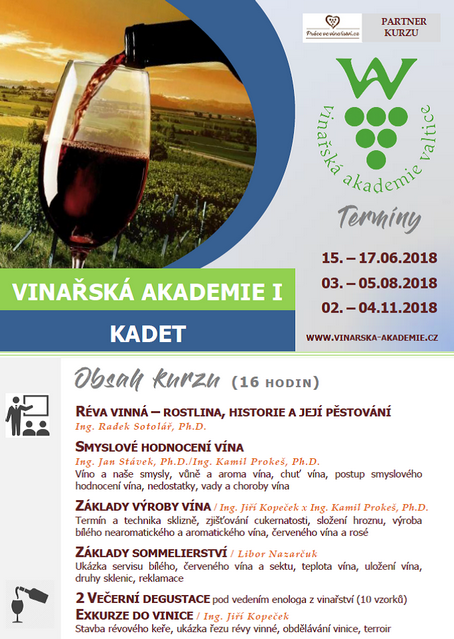 Práce ve vinařství.cz
PARTNER
KURZU
vinařská akademie valtice
Termíny
15. – 17.06.2018
03. – 05.08.2018
02. – 04.11.2018
VINAŘSKÁ AKADEMIE I
KADET
WWW.VINARSKA-AKADEMIE.CZ
Obsah kurzu (16 HODIN)
RÉVA VINNÁ – ROSTLINA, HISTORIE A JEJÍ PĚSTOVÁNÍ
Ing. Radek Sotolář, Ph.D.
SMYSLOVÉ HODNOCENÍ VÍNA
Ing. Jan Stávek, Ph.D./Ing. Kamil Prokeš, Ph.D.
Víno a naše smysly, vůně a aroma vína, chuť vína, postup smyslového
hodnocení vína, nedostatky, vady a choroby vína
ZÁKLADY VÝROBY VÍNA / Ing. Jiří Kopeček x Ing. Kamil Prokeš, Ph.D.
Termín a technika sklizně, zjišťování cukernatosti, složení hroznu, výroba
bílého nearomatického a aromatického vína, červeného vína a rosé
ZÁKLADY SOMMELIERSTVÍ / Libor Nazarčuk
Ukázka servisu bílého, červeného vína a sektu, teplota vína, uložení vína,
druhy sklenic, reklamace
2 VEČERNÍ DEGUSTACE pod vedením enologa z vinařství (10 vzorků)
EXKURZE DO VINICE / Ing. Jiří Kopeček
Stavba révového keře, ukázka řezu révy vinné, obdělávání vinice, terroir